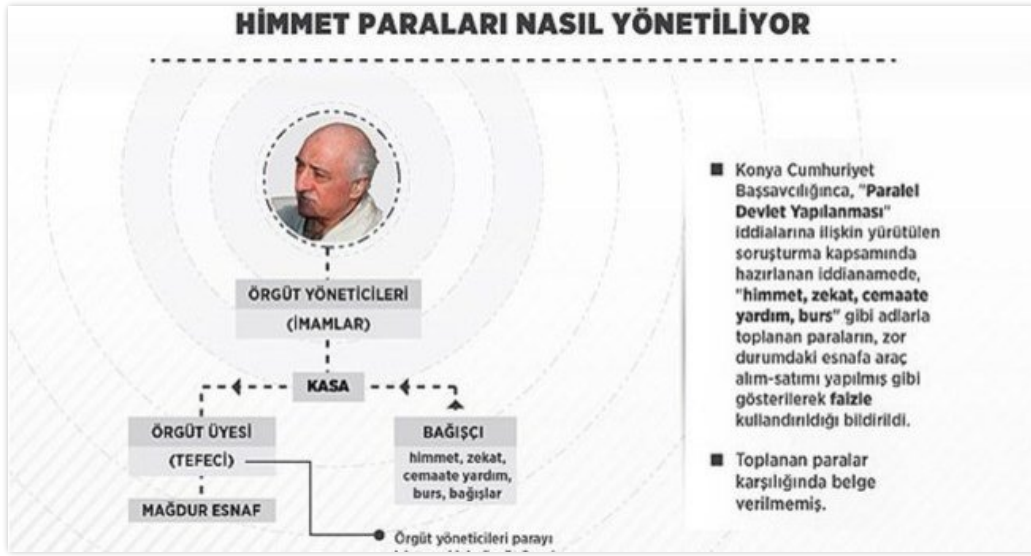 HİMMET PARALARI NASIL YÖNETİLİYOR
ÖRGÜT YÖNETİCİLERİ
(İMAMLAR)
KASA
ÖRGÜT ÜYESİ
(TEFECİ)
MAĞDUR ESNAF
BAĞIŞÇI
himmet, zekat,
cemaate yardım,
burs, bağışlar
Örgüt yöneticileri parayı
Konya Cumhuriyet
Başsavcılığınca, "Paralel
Devlet Yapılanması"
iddialarına ilişkin yürütülen
soruşturma kapsamında
hazırlanan iddianamede,
"himmet, zekat, cemaate
yardım, burs" gibi adlarla
toplanan paraların, zor
durumdaki esnafa araç
alım-satımı yapılmış gibi
gösterilerek faizle
kullandırıldığı bildirildi.
Toplanan paralar
karşılığında belge
verilmemiş.